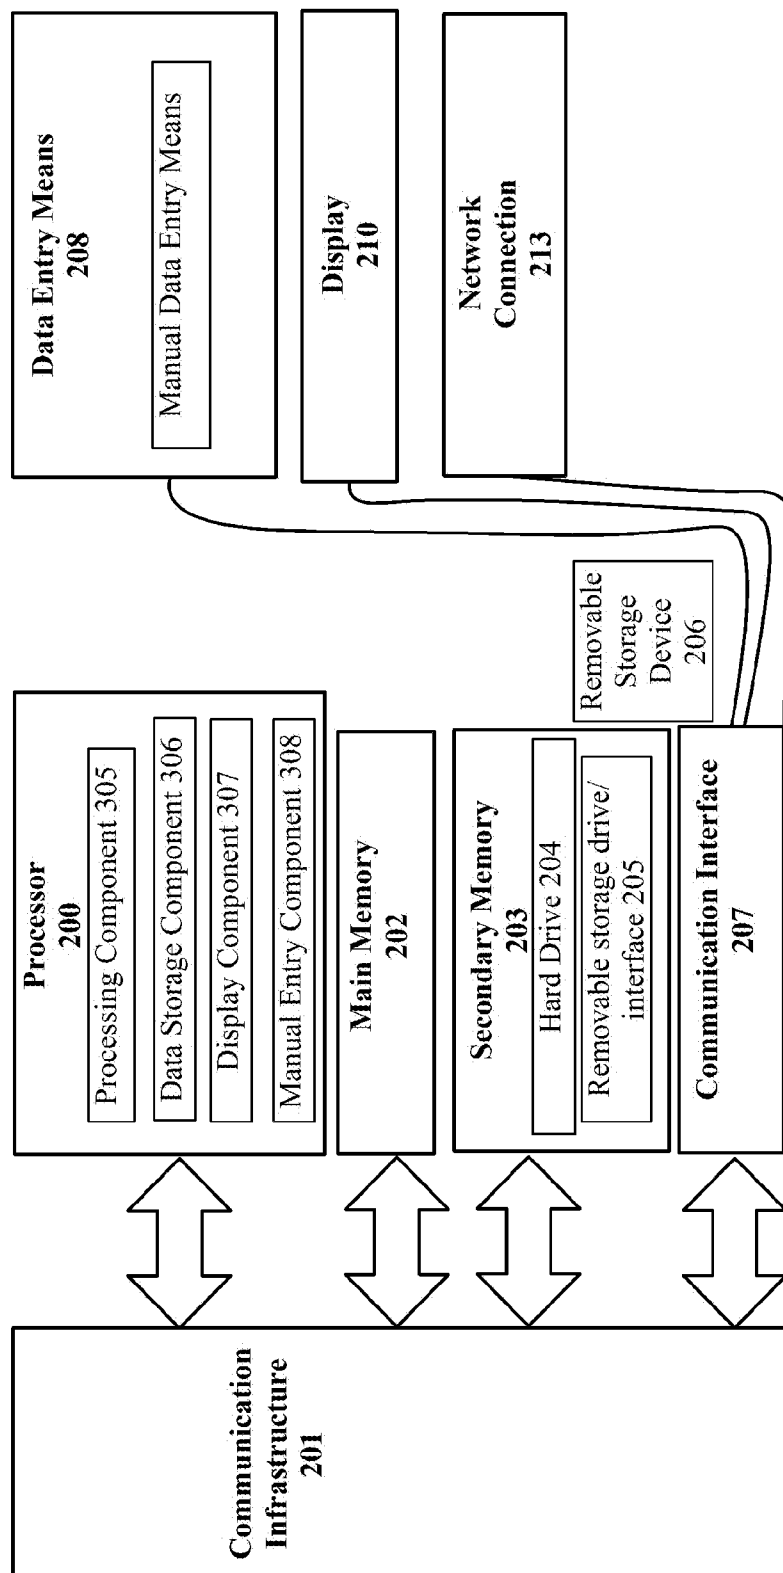 Communication
Infrastructure
201
Processor
200
Processing Component 305
Data Storage Component 306
Display Component 307
Manual Entry Component 308
Main Memory
202
Secondary Memory
203
Hard Drive 204
Removable storage drive/
interface 205
Removable
Storage
Device
206
Communication Interface
207
Data Entry Means
208
Manual Data Entry Means
Display
210
Network
Connection
213